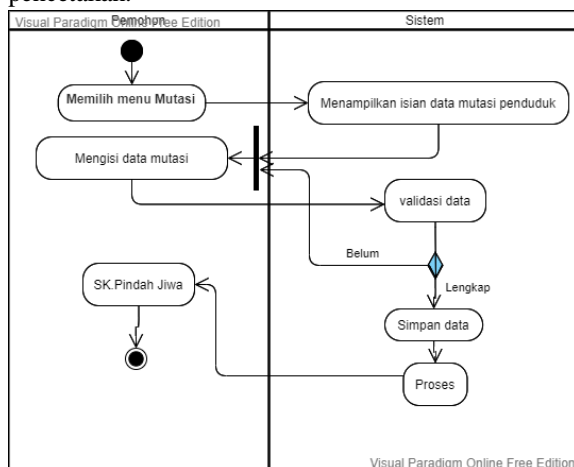 Visual Paradigm Online Free Edition
Pemohon
Sistem
Memilih menu Mutasi
Menampilkan isian data mutasi penduduk
Mengisi data mutasi
validasi data
Belum
Lengkap
SK.Pindah Jiwa
Simpan data
Proses
Visual Paradigm Online Free Edition